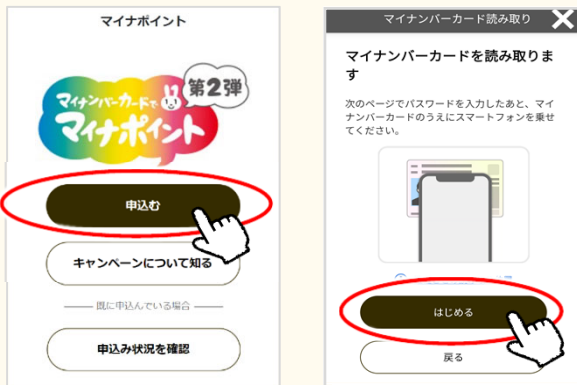 マイナポイント
マイナンバーカードで
マイナポイント
第2弾
申込む
キャンペーンについて知る
既に申込んでいる場合
申込み状況を確認
マイナンバーカード読み取り
マイナンバーカードを読み取りま
す
次のページでパスワードを入力したあと、マイ
ナンバーカードのうえにスマートフォンを乗せ
てください。
はじめる
戻る